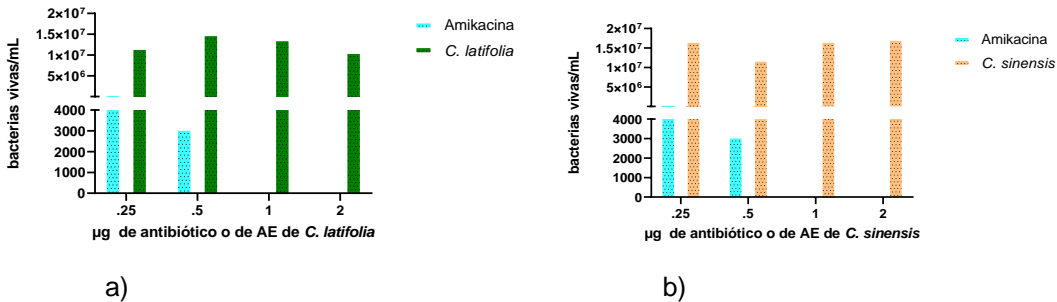 2×10⁷
1.5×10⁷
1×10⁷
5×10⁶
4000
3000
2000
1000
0
bacterias vivas/mL
.25 .5 1 2
µg de antibiótico o de AE de C. latifolia
Amikacina
C. latifolia
a)
2×10⁷
1.5×10⁷
1×10⁷
5×10⁶
4000
3000
2000
1000
0
bacterias vivas/mL
.25 .5 1 2
µg de antibiótico o de AE de C. sinensis
Amikacina
C. sinensis
b)